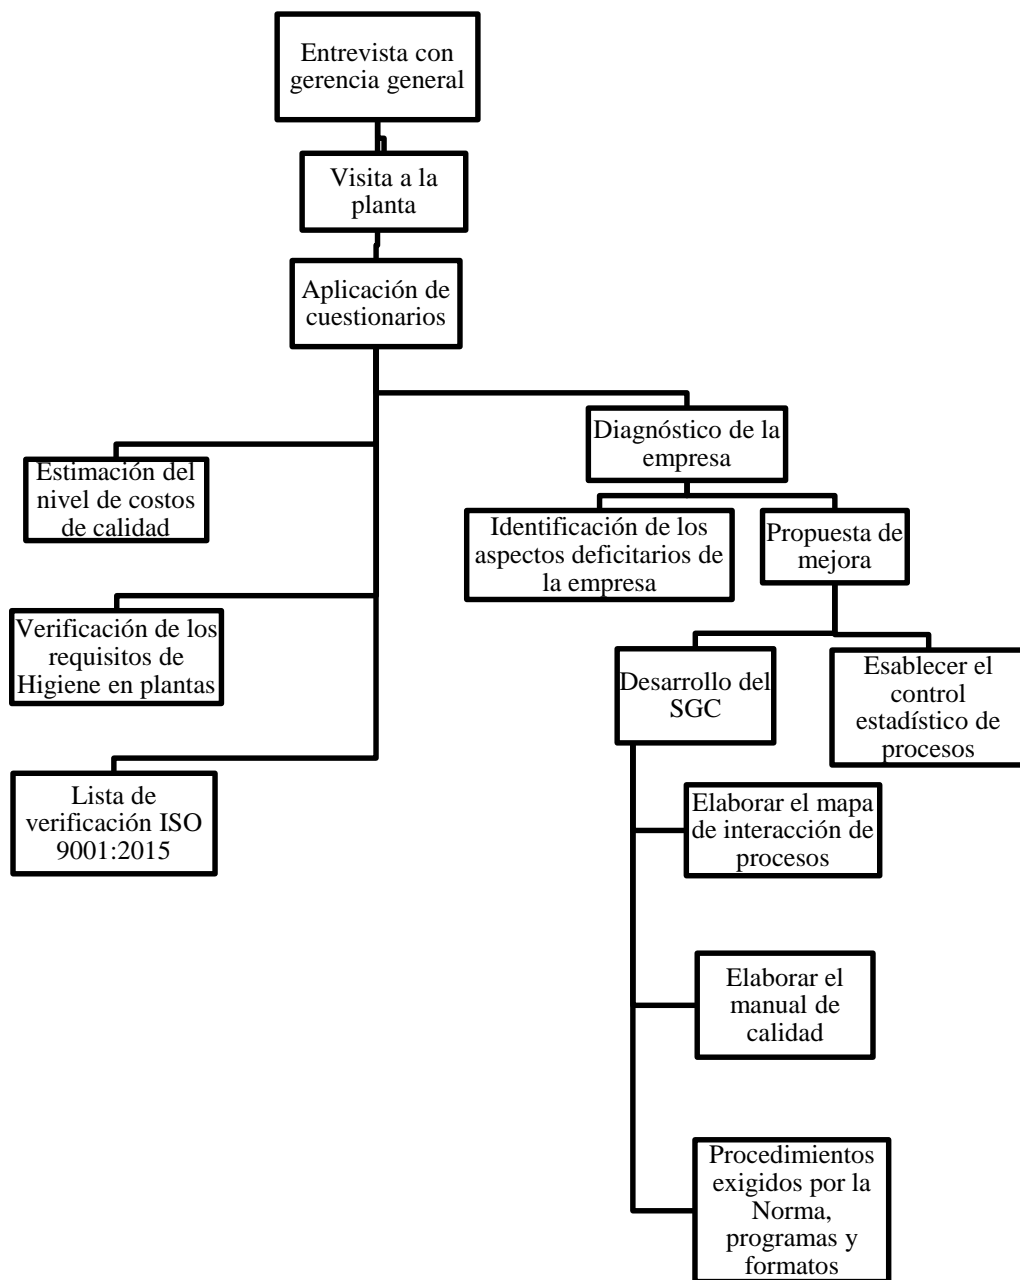 Entrevista con
gerencia general
Visita a la
planta
Aplicación de
cuestionarios
Estimación del
nivel de costos
de calidad
Verificación de los
requisitos de
Higiene en plantas
Lista de
verificación ISO
9001:2015
Diagnóstico de la
empresa
Identificación de los
aspectos deficitarios de
la empresa
Propuesta de
mejora
Desarrollo del
SGC
Esablecer el
control
estadístico de
procesos
Elaborar el mapa
de interacción de
procesos
Elaborar el
manual de
calidad
Procedimientos
exigidos por la
Norma,
programas y
formatos